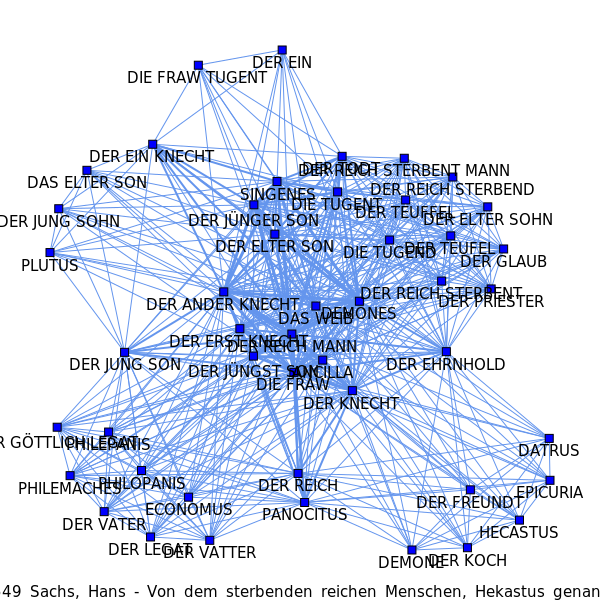 DER EIN
DIE FRAW TUGENT
DER EIN KNECHT
DER TODT
DER REICH STERBENT MANN
DAS ELTER SON
DER REICH STERBEND
SINGENES
DIE TUGENT
DER TEUFFEL
DER JUNG SOHN
DER JÜNGER SON
DER ELTER SOHN
DER ELTER SON
DIE TUGEND
DER TEUFEL
DER GLAUB
PLUTUS
DER REICH STERBENT
DER PRIESTER
DER ANDER KNECHT
DAS WEIB
DEMONES
DER ERST KNECHT
DER REICH MANN
DER JUNG SON
DER JÜNGST SON
ANCILLA
DER EHRNHOLD
DIE FRAW
DER KNECHT
R GÖTTLICH LEGAT
PHILEPANIS
DATRUS
PHILEMACHES
PHILOPANIS
DER REICH
EPICURIA
ECONOMUS
DER FREUNDT
PANOCITUS
DER VATER
HECASTUS
DER LEGAT
DER VATTER
DEMONE
DER KOCH
-49 Sachs, Hans - Von dem sterbenden reichen Menschen, Hekastus genan